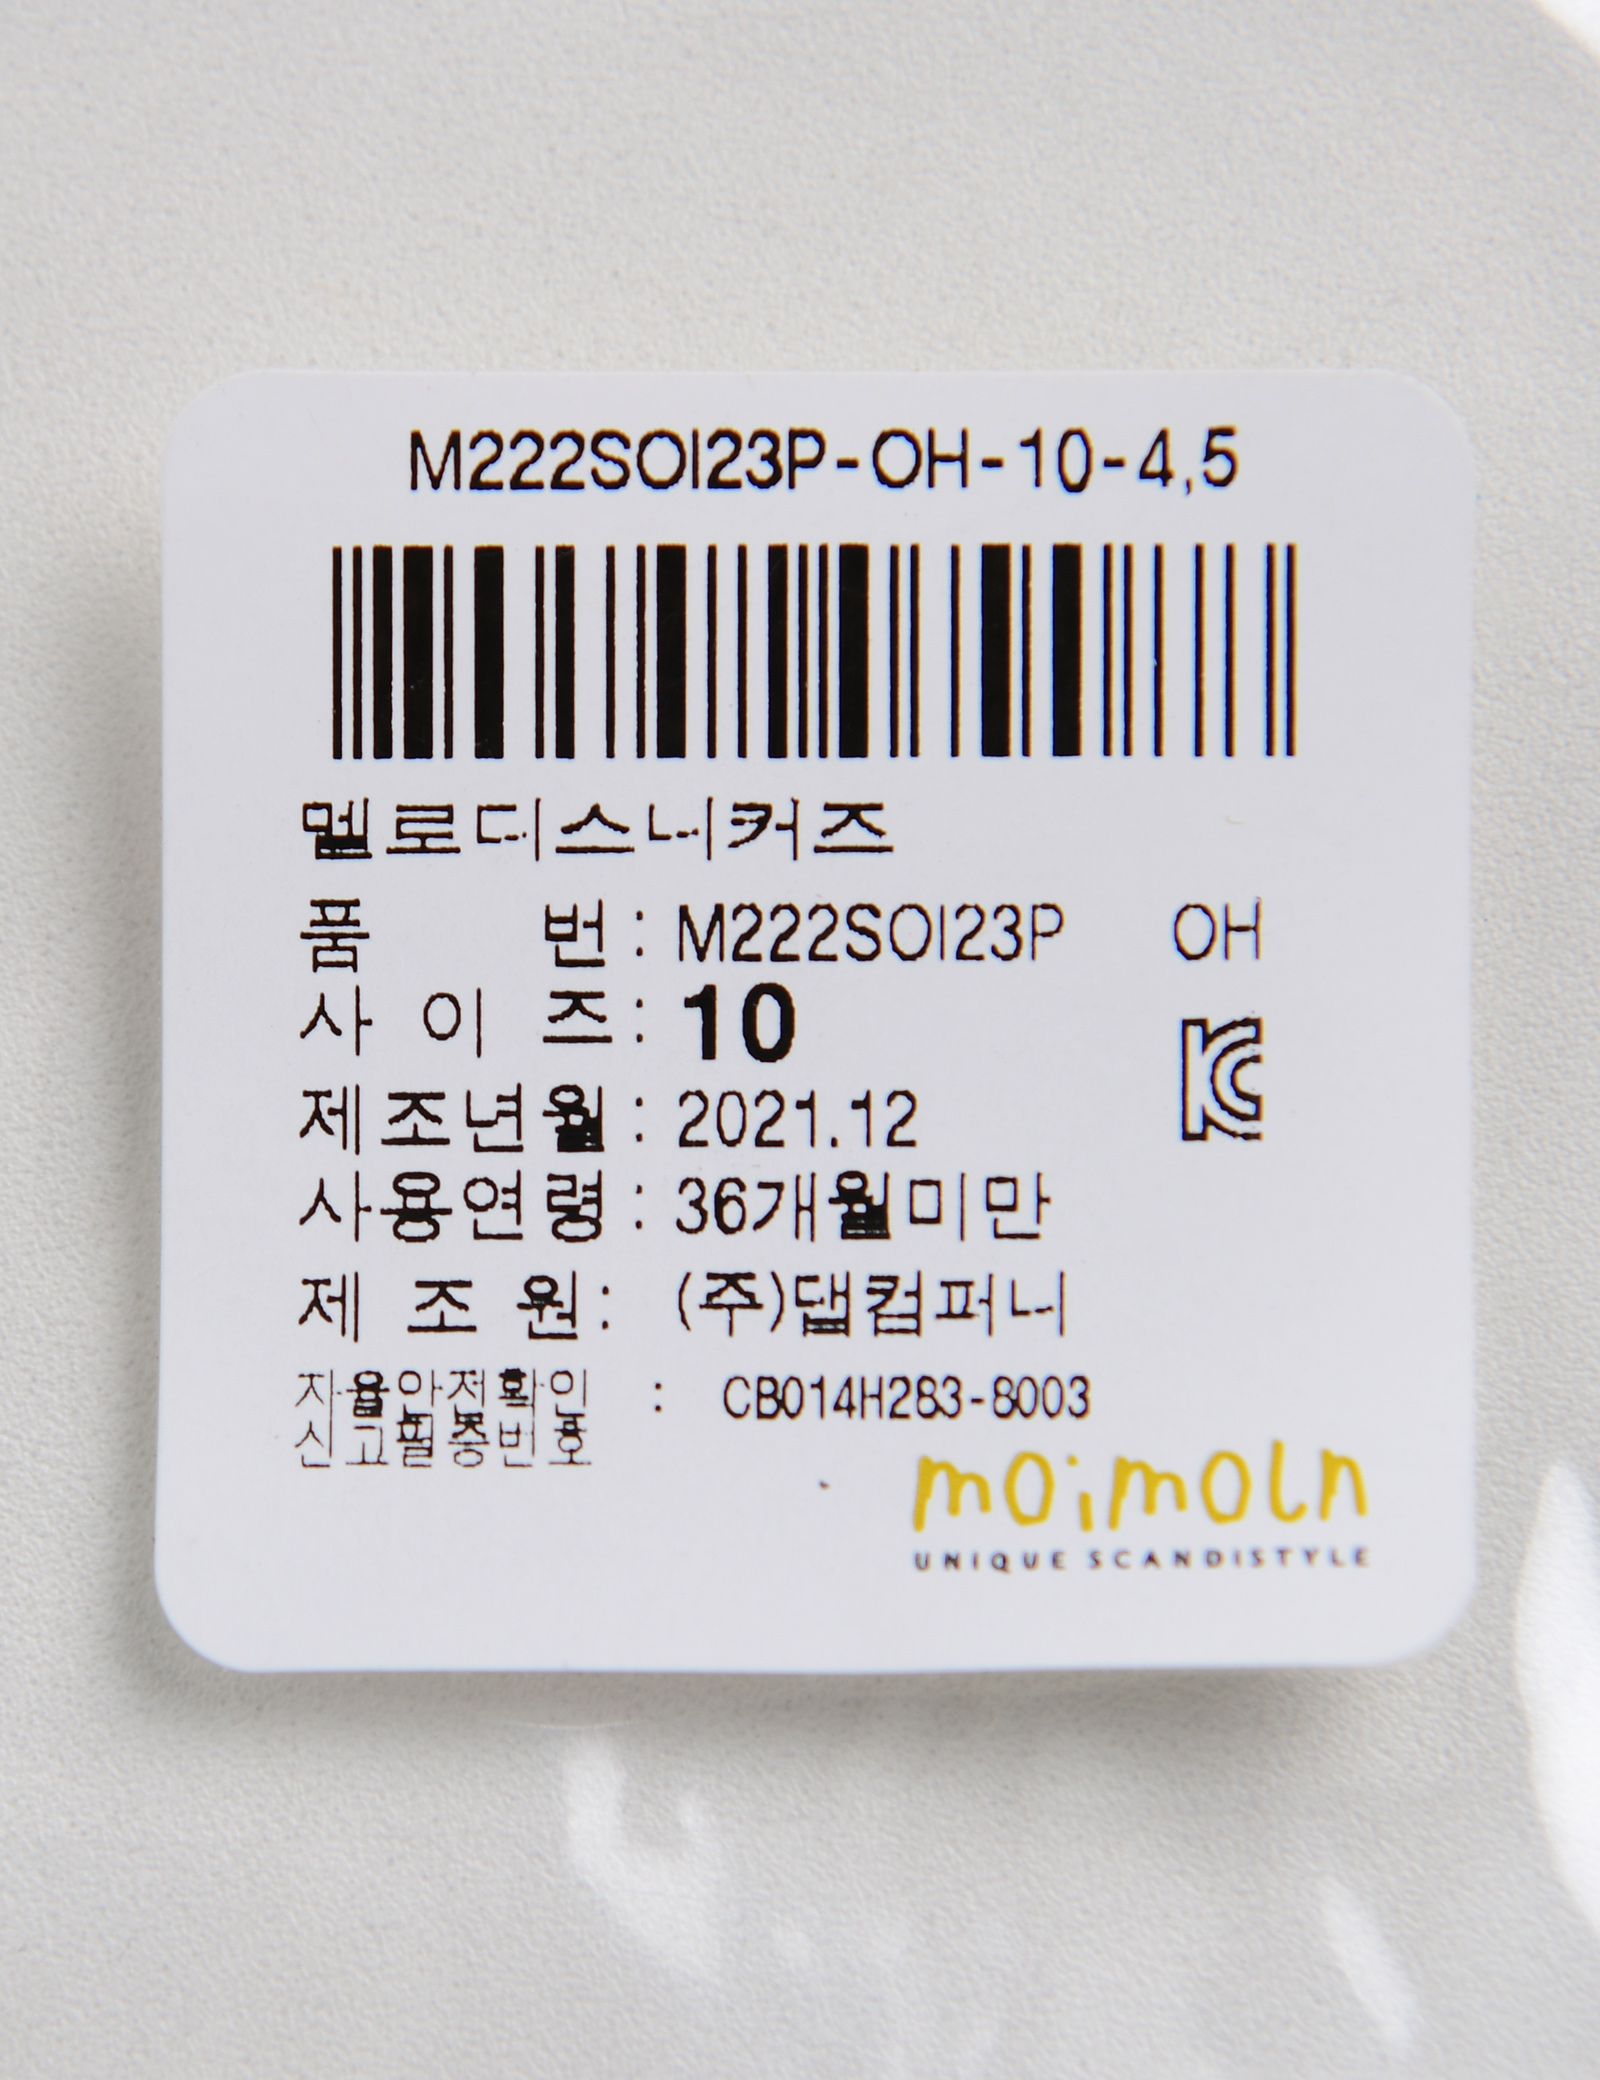 M222SOI23P-OH-10-4,5
멜로디스니커즈
품 번 : M222SOI23P OH
사 이 즈 : 10
제조년월 : 2021.12
사용연령 : 36개월미만
제 조 원 : (주)댑컴퍼니
자율안전확인 : CB014H283-8003
신고필증번호
moimoln
UNIQUE SCANDISTYLE